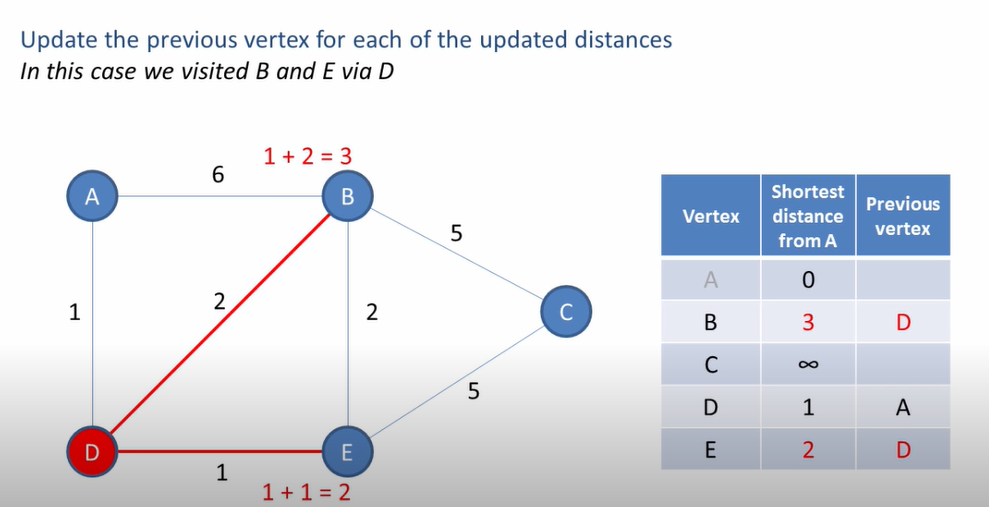 Update the previous vertex for each of the updated distances
In this case we visited B and E via D
1 + 2 = 3
6
A
B
5
1
2
2
C
5
D
E
1
1 + 1 = 2
Vertex Shortest distance from A Previous vertex
A 0
B 3 D
C ∞
D 1 A
E 2 D